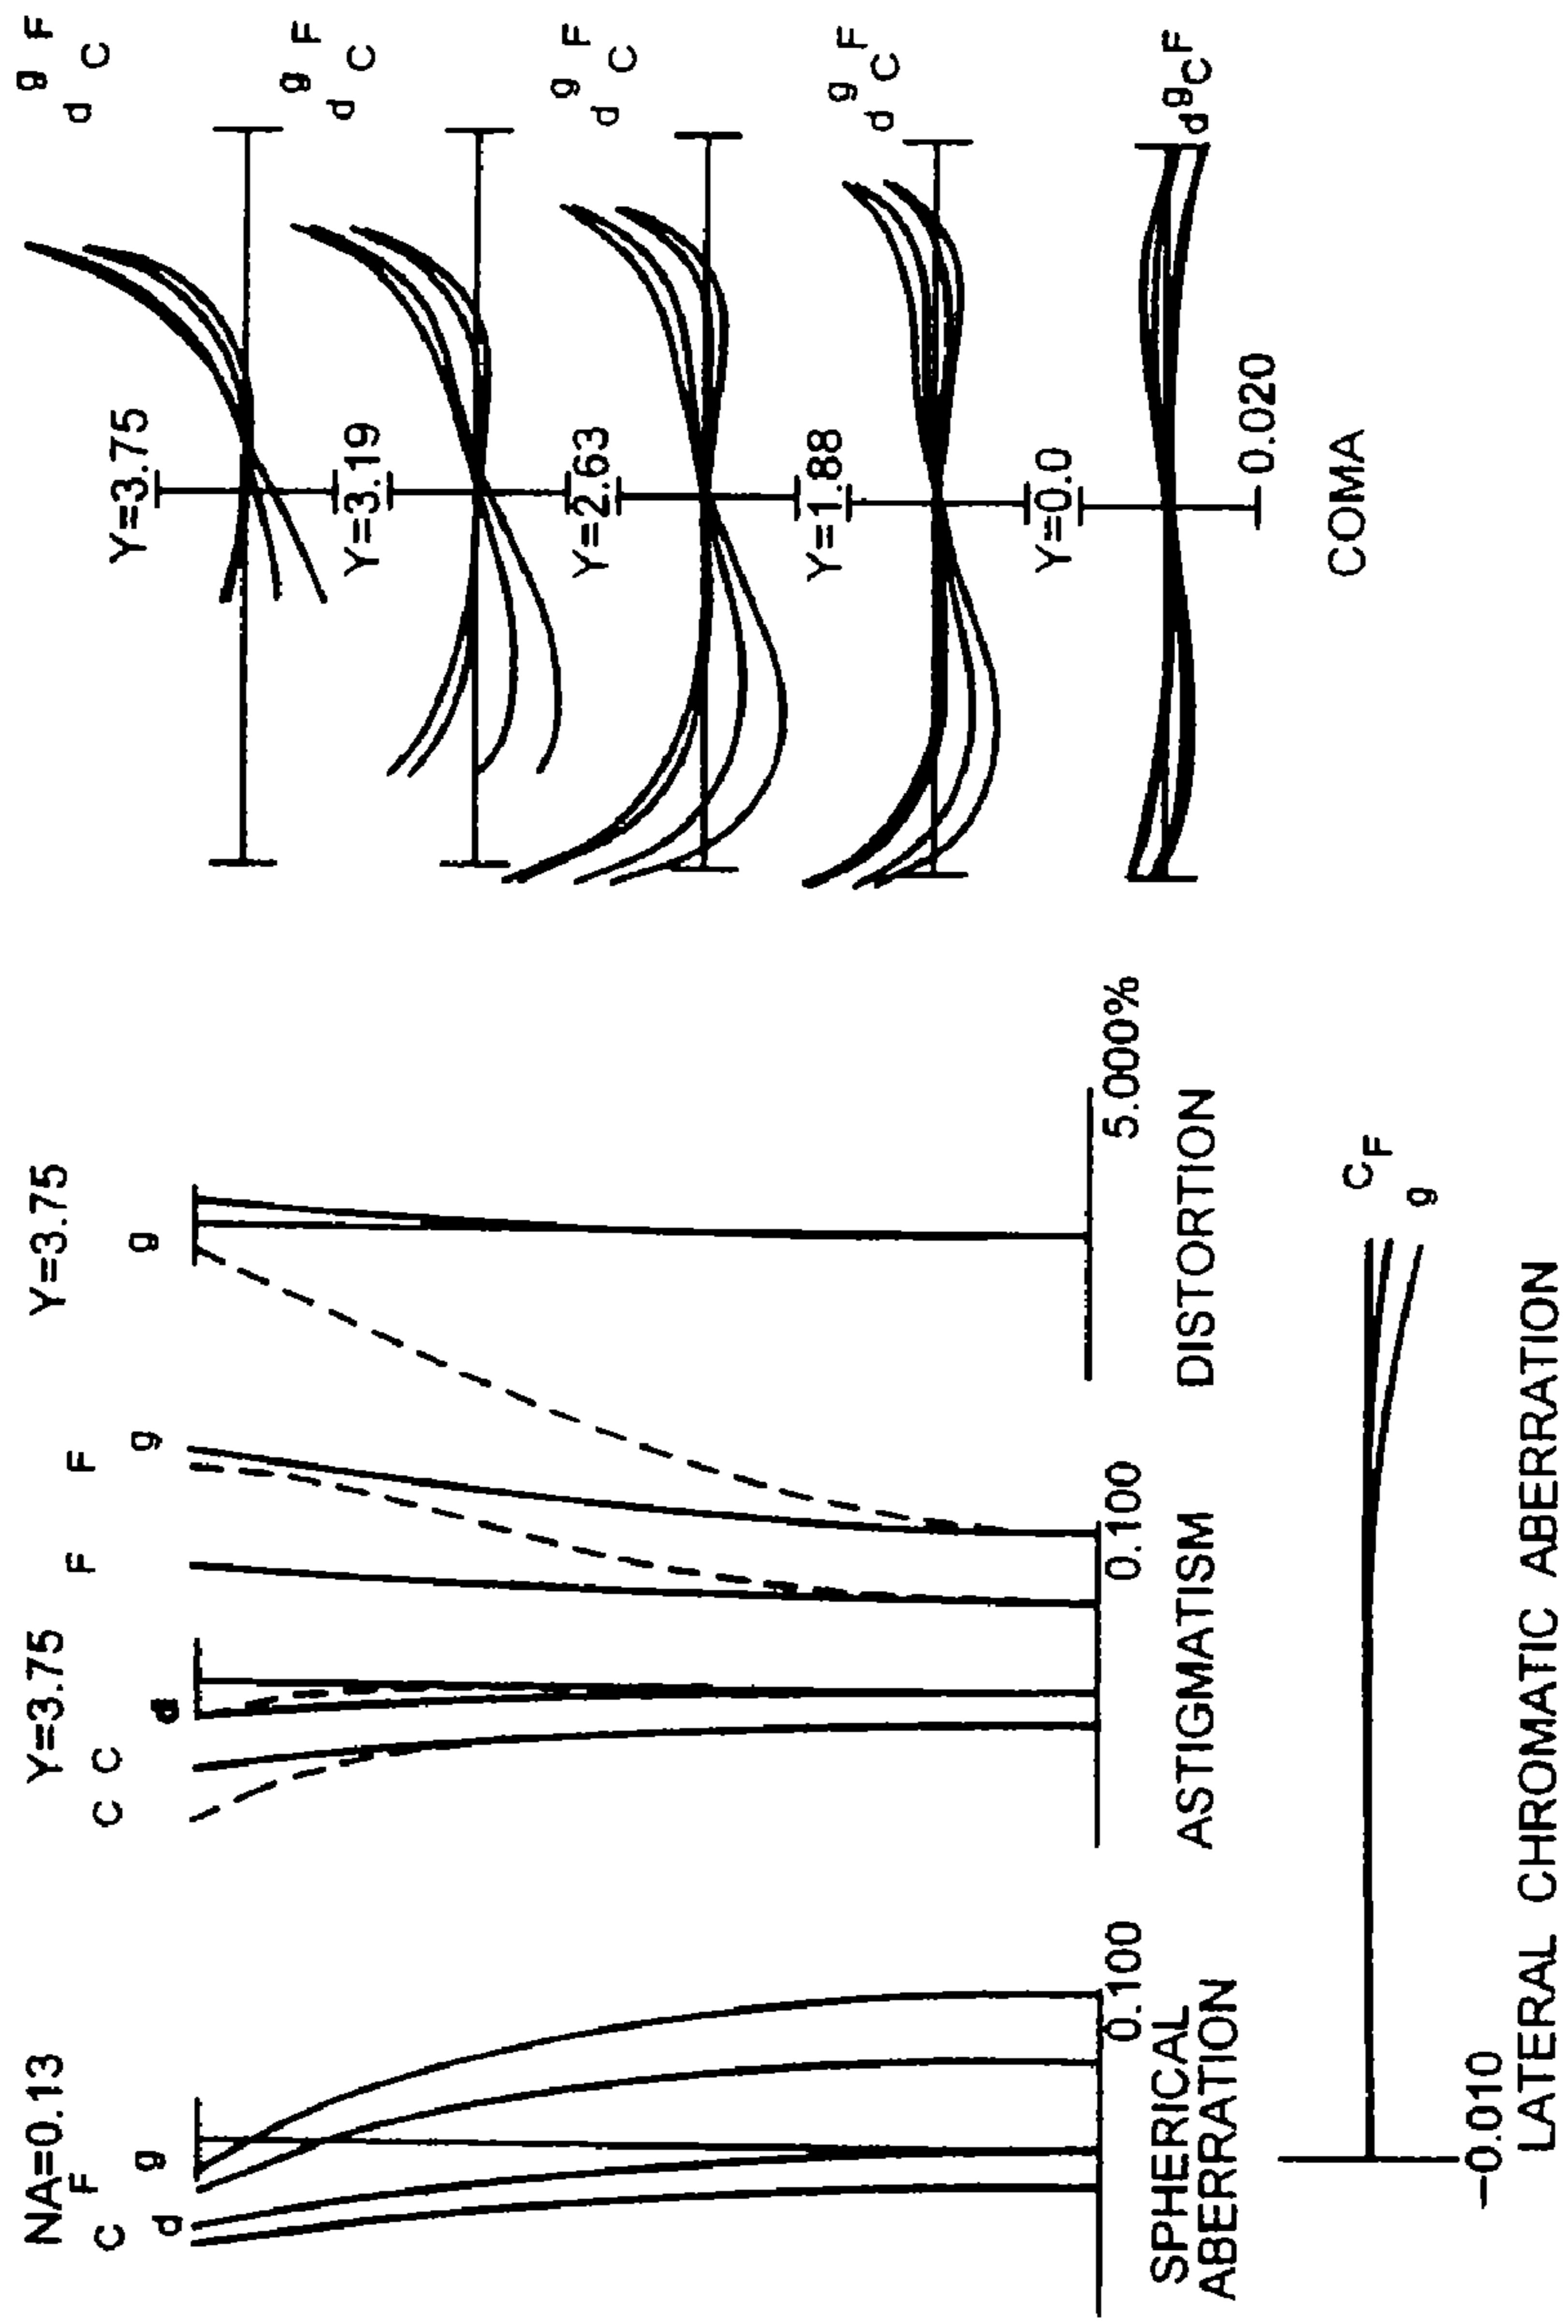 NA=0.13
F
C
g
d
0.100
SPHERICAL
ABERRATION
Y=3.75
F
F
C C
g
d
0.100
ASTIGMATISM
Y=3.75
g
5.000%
DISTORTION
C
F
g
−0.010
LATERAL CHROMATIC ABERRATION
Y=3.75
g F
d C
Y=3.19
g F
d C
Y=2.63
g F
d C
Y=1.88
g F
d C
Y=0.0
d g C F
0.020
COMA